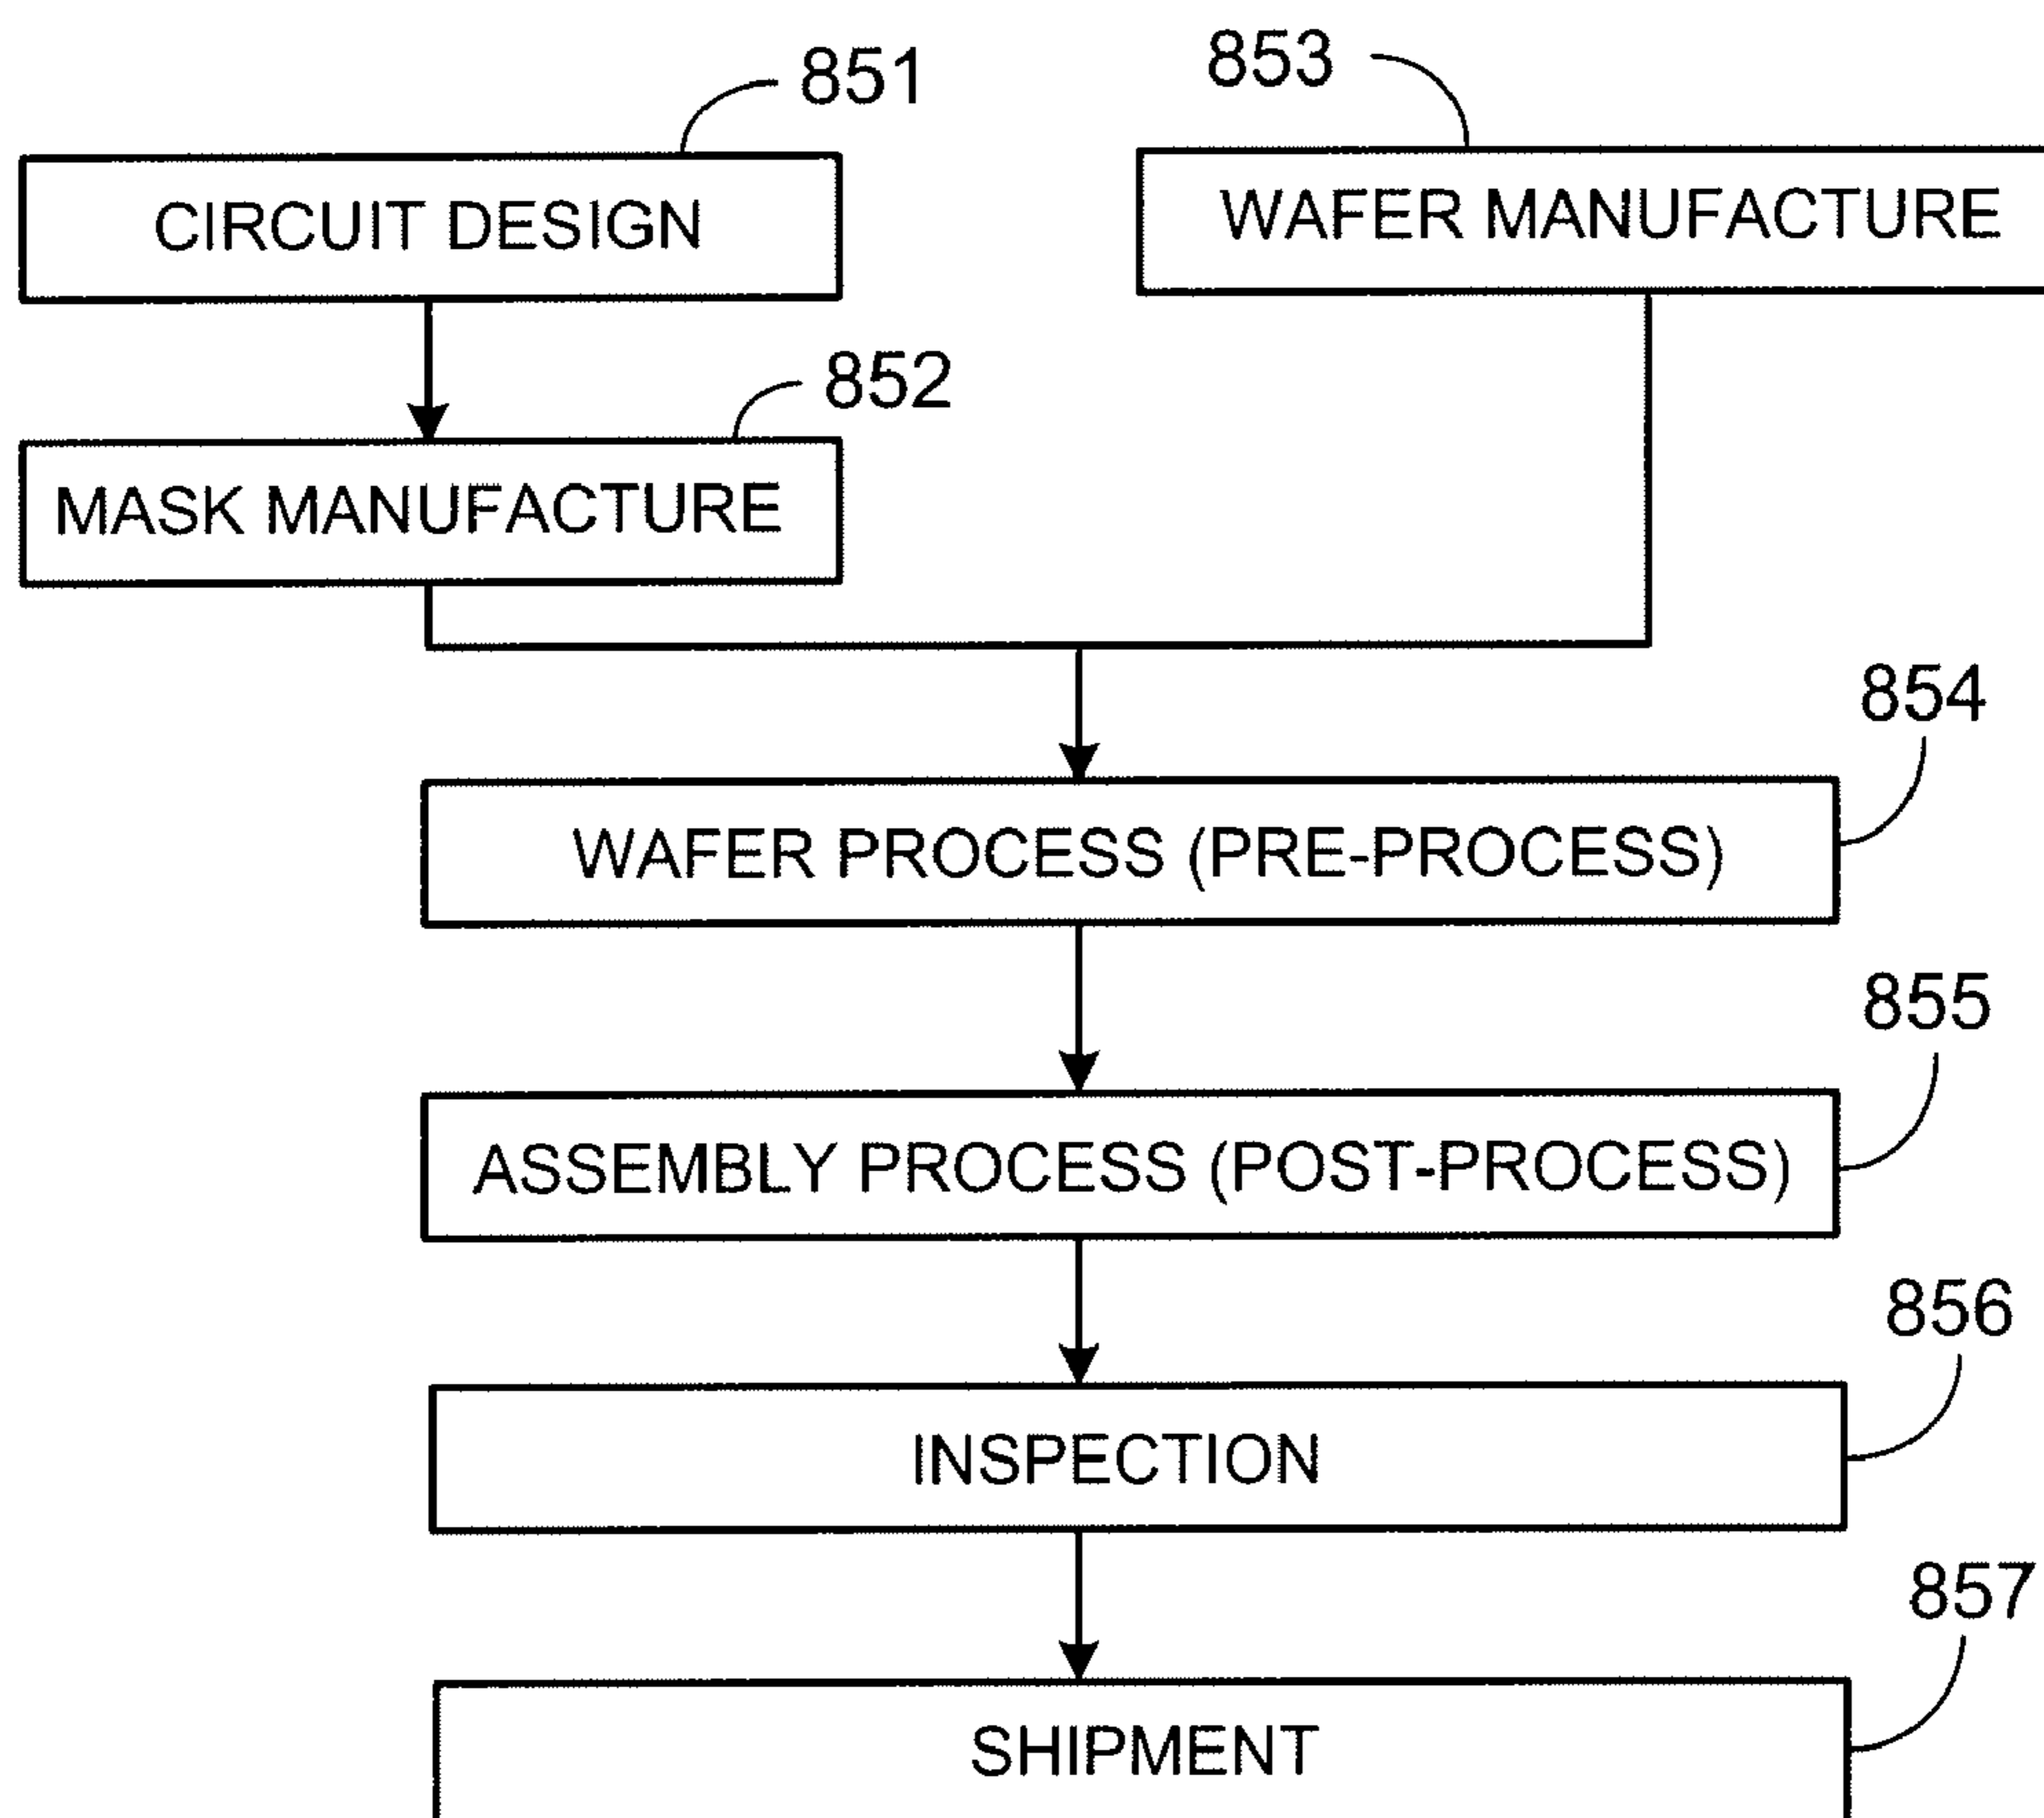 851
853
CIRCUIT DESIGN
WAFER MANUFACTURE
852
MASK MANUFACTURE
854
WAFER PROCESS (PRE-PROCESS)
855
ASSEMBLY PROCESS (POST-PROCESS)
856
INSPECTION
857
SHIPMENT